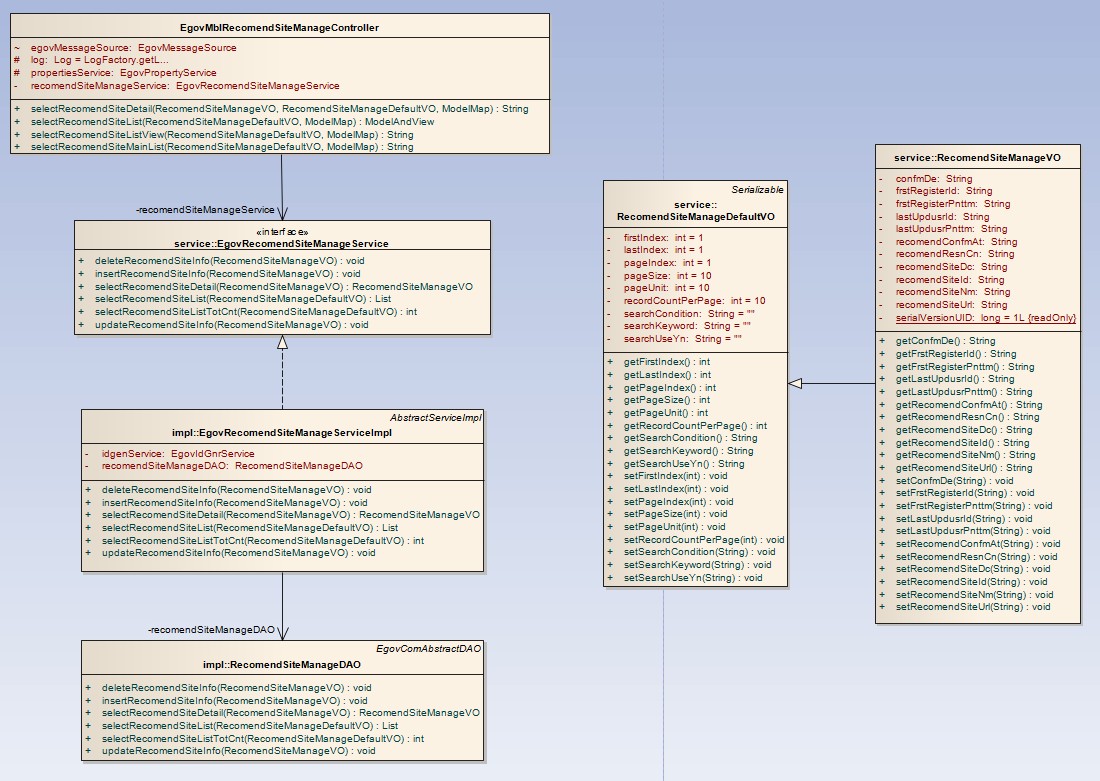 EgovMblRecomendSiteManageController
~ egovMessageSource: EgovMessageSource
# log: Log = LogFactory.getL...
# propertiesService: EgovPropertyService
- recomendSiteManageService: EgovRecomendSiteManageService
+ selectRecomendSiteDetail(RecomendSiteManageVO, RecomendSiteManageDefaultVO, ModelMap) : String
+ selectRecomendSiteList(RecomendSiteManageDefaultVO, ModelMap) : ModelAndView
+ selectRecomendSiteListView(RecomendSiteManageDefaultVO, ModelMap) : String
+ selectRecomendSiteMainList(RecomendSiteManageDefaultVO, ModelMap) : String
-recomendSiteManageService
«interface»
service::EgovRecomendSiteManageService
+ deleteRecomendSiteInfo(RecomendSiteManageVO) : void
+ insertRecomendSiteInfo(RecomendSiteManageVO) : void
+ selectRecomendSiteDetail(RecomendSiteManageVO) : RecomendSiteManageVO
+ selectRecomendSiteList(RecomendSiteManageDefaultVO) : List
+ selectRecomendSiteListTotCnt(RecomendSiteManageDefaultVO) : int
+ updateRecomendSiteInfo(RecomendSiteManageVO) : void
AbstractServiceImpl
impl::EgovRecomendSiteManageServiceImpl
- idgenService: EgovIdGnrService
- recomendSiteManageDAO: RecomendSiteManageDAO
+ deleteRecomendSiteInfo(RecomendSiteManageVO) : void
+ insertRecomendSiteInfo(RecomendSiteManageVO) : void
+ selectRecomendSiteDetail(RecomendSiteManageVO) : RecomendSiteManageVO
+ selectRecomendSiteList(RecomendSiteManageDefaultVO) : List
+ selectRecomendSiteListTotCnt(RecomendSiteManageDefaultVO) : int
+ updateRecomendSiteInfo(RecomendSiteManageVO) : void
-recomendSiteManageDAO
EgovComAbstractDAO
impl::RecomendSiteManageDAO
+ deleteRecomendSiteInfo(RecomendSiteManageVO) : void
+ insertRecomendSiteInfo(RecomendSiteManageVO) : void
+ selectRecomendSiteDetail(RecomendSiteManageVO) : RecomendSiteManageVO
+ selectRecomendSiteList(RecomendSiteManageDefaultVO) : List
+ selectRecomendSiteListTotCnt(RecomendSiteManageDefaultVO) : int
+ updateRecomendSiteInfo(RecomendSiteManageVO) : void
Serializable
service::
RecomendSiteManageDefaultVO
- firstIndex: int = 1
- lastIndex: int = 1
- pageIndex: int = 1
- pageSize: int = 10
- pageUnit: int = 10
- recordCountPerPage: int = 10
- searchCondition: String = ""
- searchKeyword: String = ""
- searchUseYn: String = ""
+ getFirstIndex() : int
+ getLastIndex() : int
+ getPageIndex() : int
+ getPageSize() : int
+ getPageUnit() : int
+ getRecordCountPerPage() : int
+ getSearchCondition() : String
+ getSearchKeyword() : String
+ getSearchUseYn() : String
+ setFirstIndex(int) : void
+ setLastIndex(int) : void
+ setPageIndex(int) : void
+ setPageSize(int) : void
+ setPageUnit(int) : void
+ setRecordCountPerPage(int) : void
+ setSearchCondition(String) : void
+ setSearchKeyword(String) : void
+ setSearchUseYn(String) : void
service::RecomendSiteManageVO
- confmDe: String
- frstRegisterId: String
- frstRegisterPnttm: String
- lastUpdusrId: String
- lastUpdusrPnttm: String
- recomendConfmAt: String
- recomendResnCn: String
- recomendSiteDc: String
- recomendSiteId: String
- recomendSiteNm: String
- recomendSiteUrl: String
- serialVersionUID: long = 1L {readOnly}
+ getConfmDe() : String
+ getFrstRegisterId() : String
+ getFrstRegisterPnttm() : String
+ getLastUpdusrId() : String
+ getLastUpdusrPnttm() : String
+ getRecomendConfmAt() : String
+ getRecomendResnCn() : String
+ getRecomendSiteDc() : String
+ getRecomendSiteId() : String
+ getRecomendSiteNm() : String
+ getRecomendSiteUrl() : String
+ setConfmDe(String) : void
+ setFrstRegisterId(String) : void
+ setFrstRegisterPnttm(String) : void
+ setLastUpdusrId(String) : void
+ setLastUpdusrPnttm(String) : void
+ setRecomendConfmAt(String) : void
+ setRecomendResnCn(String) : void
+ setRecomendSiteDc(String) : void
+ setRecomendSiteId(String) : void
+ setRecomendSiteNm(String) : void
+ setRecomendSiteUrl(String) : void